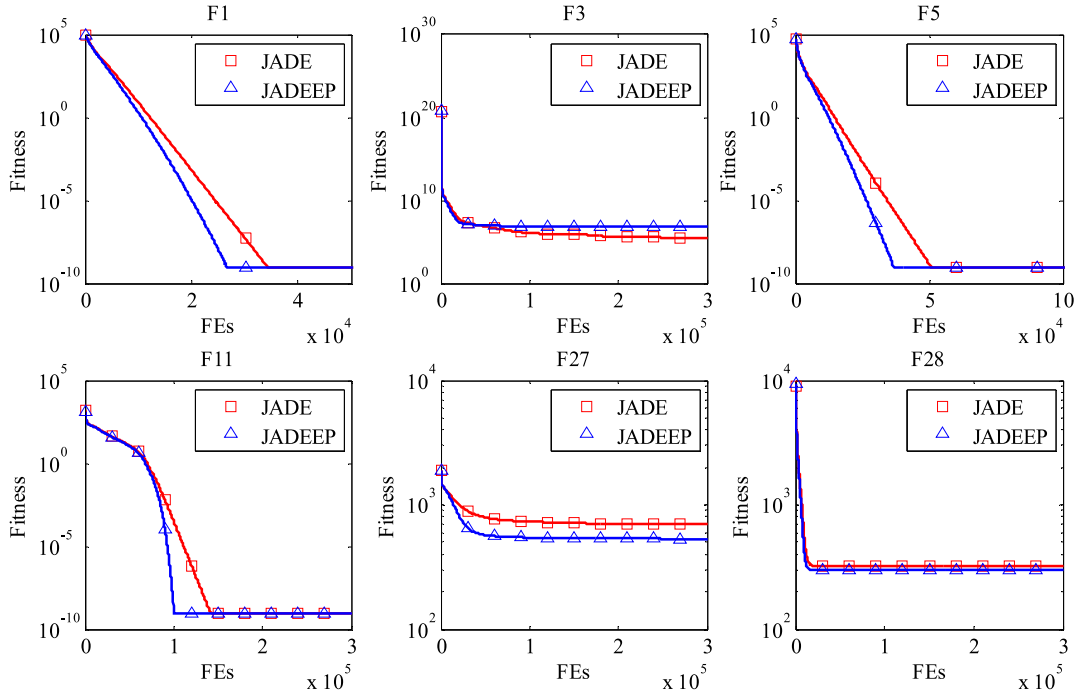 F1
Fitness
10^5
10^0
10^-5
10^-10
JADE
JADEEP
0 2 4
FEs
x 10^4
F3
Fitness
10^30
10^20
10^10
10^0
JADE
JADEEP
0 1 2 3
FEs
x 10^5
F5
Fitness
10^5
10^0
10^-5
10^-10
JADE
JADEEP
0 5 10
FEs
x 10^4
F11
Fitness
10^5
10^0
10^-5
10^-10
JADE
JADEEP
0 1 2 3
FEs
x 10^5
F27
Fitness
10^4
10^3
10^2
JADE
JADEEP
0 1 2 3
FEs
x 10^5
F28
Fitness
10^4
10^3
10^2
JADE
JADEEP
0 1 2 3
FEs
x 10^5